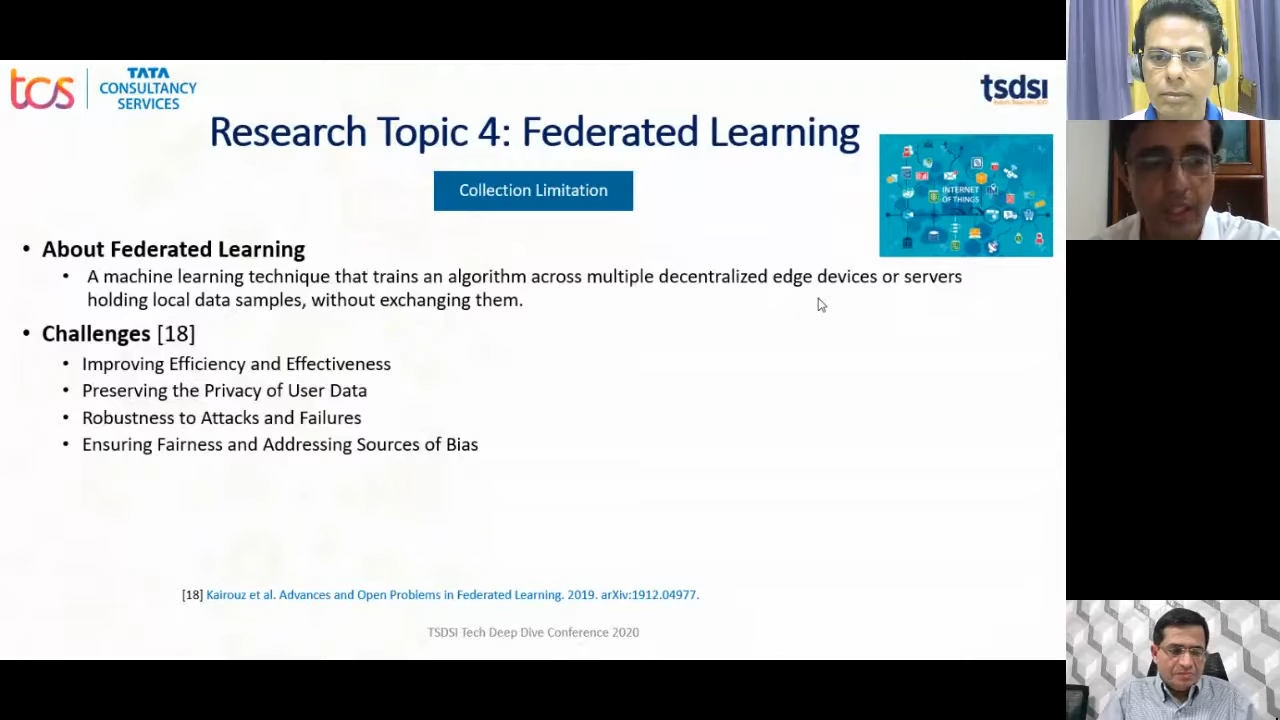 tcs
TATA
CONSULTANCY
SERVICES
tsdsi
Research Topic 4: Federated Learning
Collection Limitation
INTERNET
OF THINGS
• About Federated Learning
• A machine learning technique that trains an algorithm across multiple decentralized edge devices or servers
holding local data samples, without exchanging them.
• Challenges [18]
• Improving Efficiency and Effectiveness
• Preserving the Privacy of User Data
• Robustness to Attacks and Failures
• Ensuring Fairness and Addressing Sources of Bias
[18] Kairouz et al. Advances and Open Problems in Federated Learning. 2019. arXiv:1912.04977.
TSDSI Tech Deep Dive Conference 2020